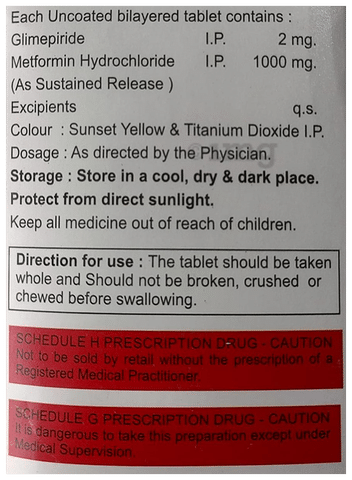 Each Uncoated bilayered tablet contains :
Glimepiride I.P. 2 mg.
Metformin Hydrochloride I.P. 1000 mg.
(As Sustained Release )
Excipients q.s.
Colour : Sunset Yellow & Titanium Dioxide I.P.
Dosage : As directed by the Physician.
Storage : Store in a cool, dry & dark place.
Protect from direct sunlight.
Keep all medicine out of reach of children.
Direction for use : The tablet should be taken
whole and Should not be broken, crushed or
chewed before swallowing.
SCHEDULE H PRESCRIPTION DRUG - CAUTION
Not to be sold by retail without the prescription of a
Registered Medical Practitioner.
SCHEDULE G PRESCRIPTION DRUG - CAUTION
It is dangerous to take this preparation except under
Medical Supervision.